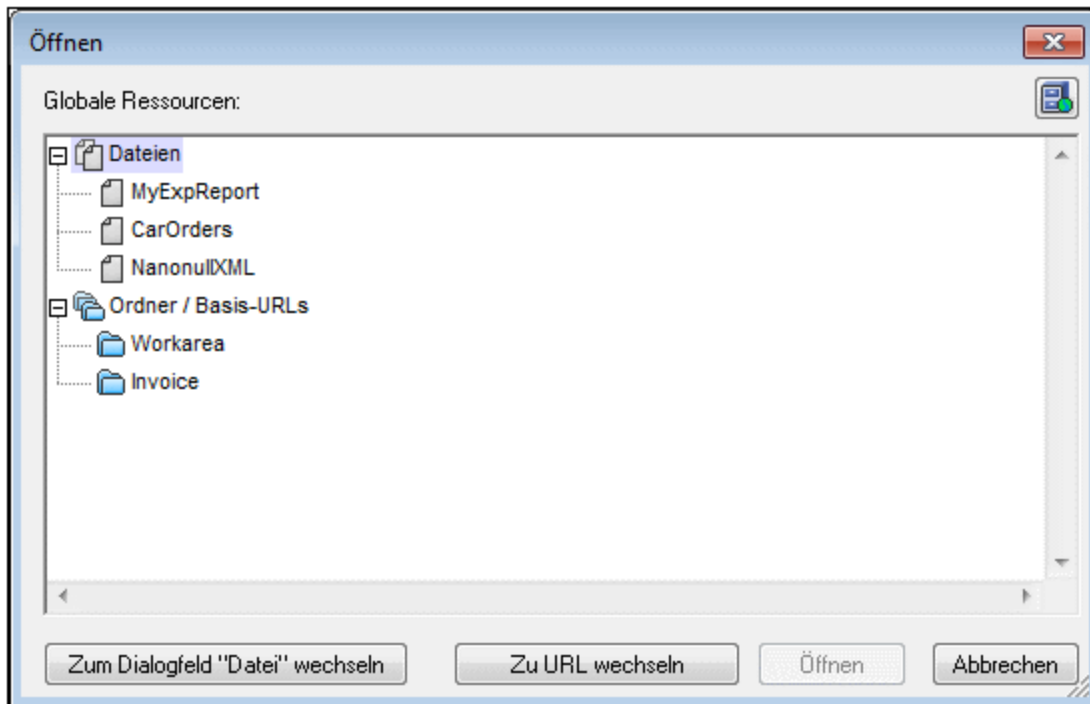 Öffnen
Globale Ressourcen:
Dateien
MyExpReport
CarOrders
NanonullXML
Ordner / Basis-URLs
Workarea
Invoice
Zum Dialogfeld "Datei" wechseln Zu URL wechseln Öffnen Abbrechen